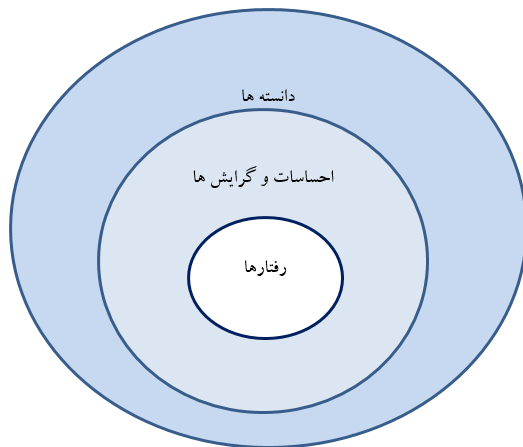 دانسته ها
احساسات و گرایش ها
رفتارها